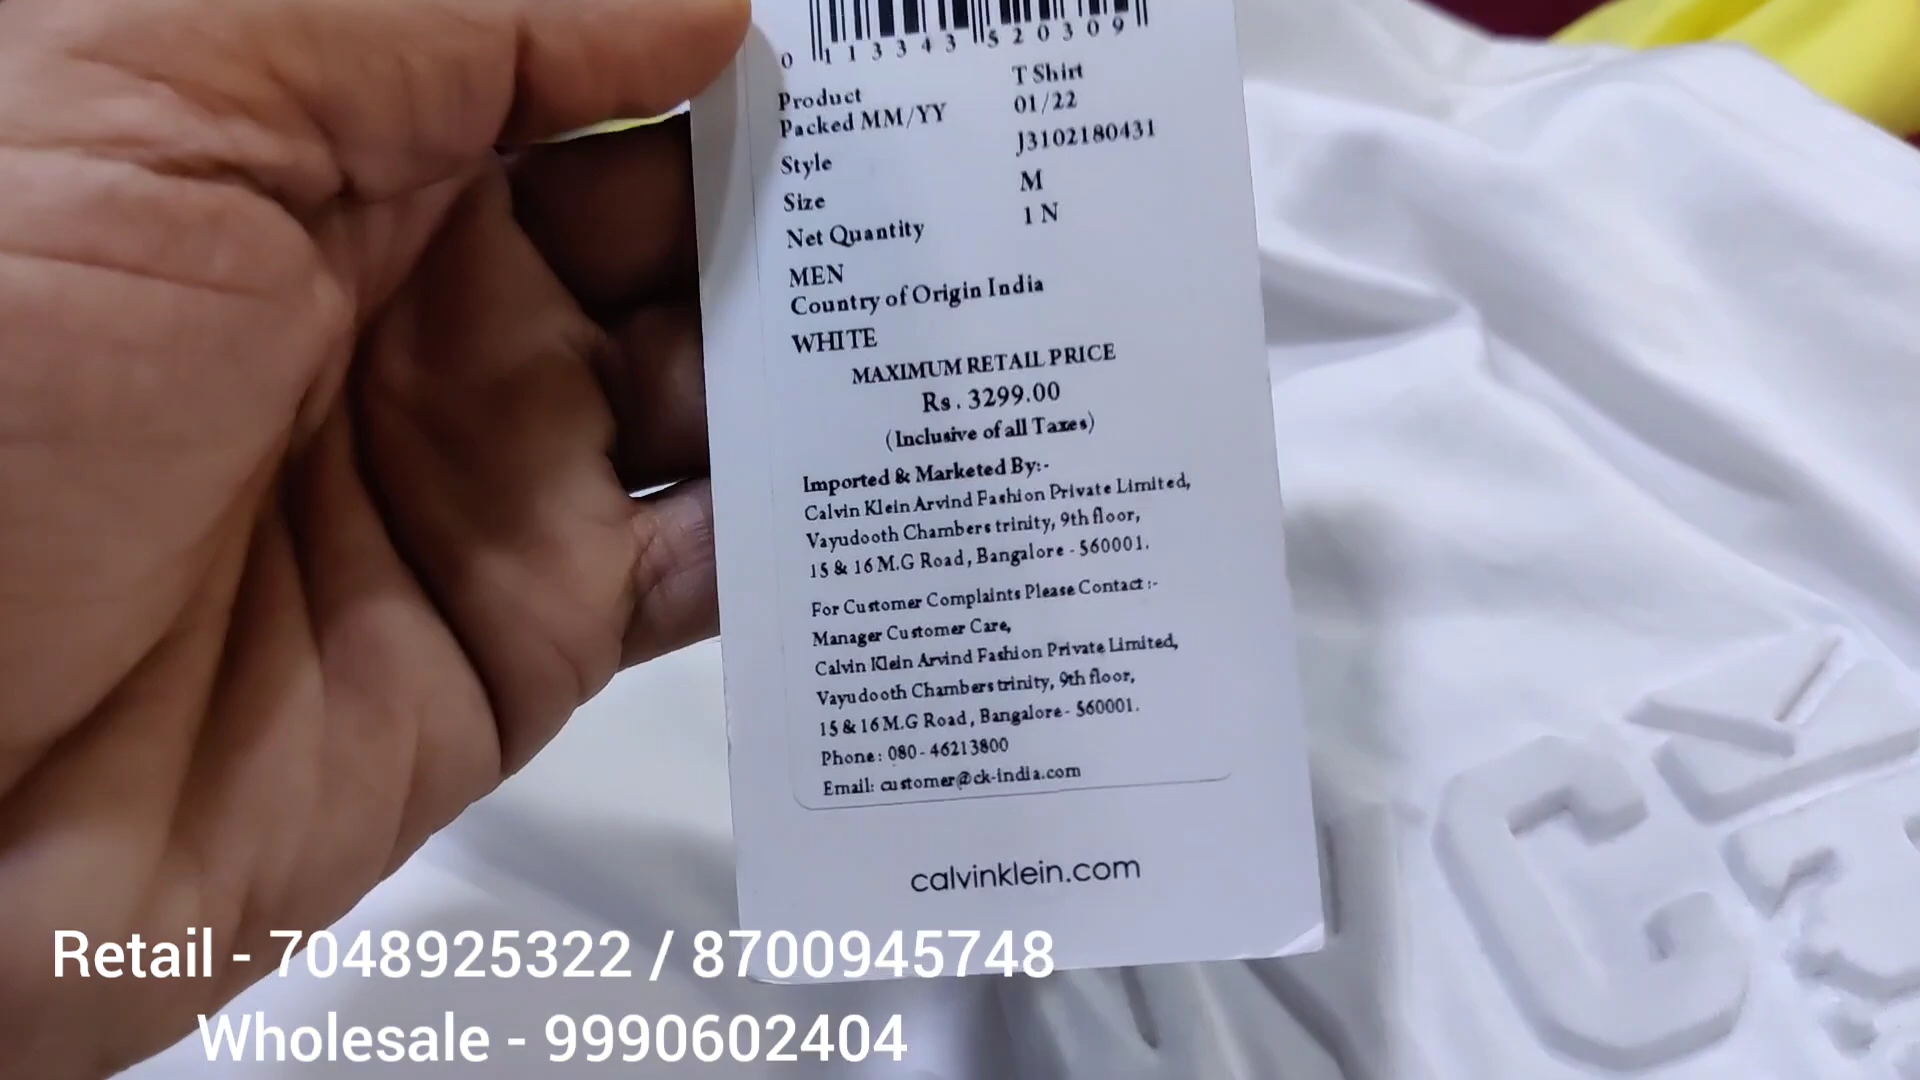 0 113343 520309
Product T Shirt
Packed MM/YY 01/22
Style J3102180431
Size M
Net Quantity 1 N
MEN
Country of Origin India
WHITE
MAXIMUM RETAIL PRICE
Rs. 3299.00
(Inclusive of all Taxes)
Imported & Marketed By:-
Calvin Klein Arvind Fashion Private Limited,
Vayudooth Chambers trinity, 9th floor,
15 & 16 M.G Road, Bangalore - 560001.
For Customer Complaints Please Contact :-
Manager Customer Care,
Calvin Klein Arvind Fashion Private Limited,
Vayudooth Chambers trinity, 9th floor,
15 & 16 M.G Road, Bangalore - 560001.
Phone: 080 - 46213800
Email: customer@ck-india.com
calvinklein.com
Retail - 7048925322 / 8700945748
Wholesale - 9990602404